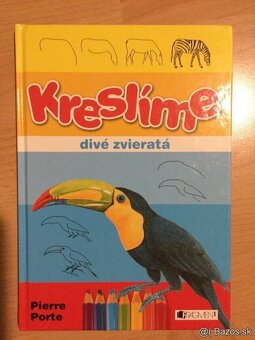 Kreslíme
divé zvieratá
Pierre
Porte
FRAGMENT
Bazos.sk